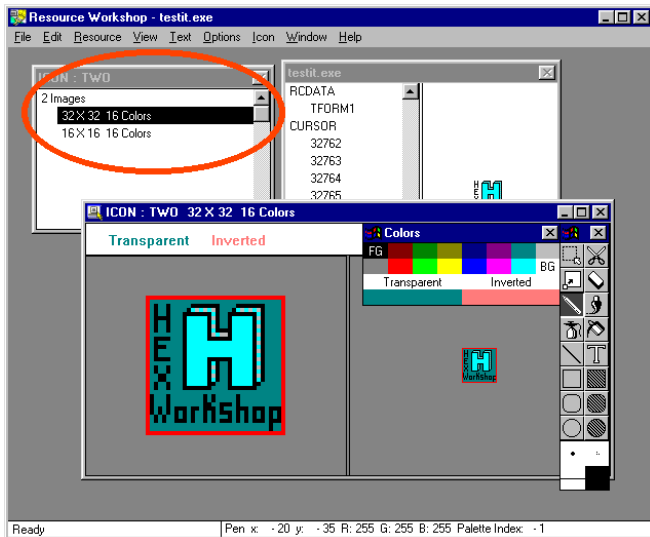 Resource Workshop - testit.exe
File Edit Resource View Text Options Icon Window Help
ICON : TWO
2 Images
32 X 32 16 Colors
16 X 16 16 Colors
testit.exe
RCDATA
TFORM1
CURSOR
32762
32763
32764
32765
ICON : TWO 32 X 32 16 Colors
Transparent Inverted
Colors
FG
BG
Transparent Inverted
HEX
H
Workshop
H
Workshop
T
Ready
Pen x: -20 y: -35 R: 255 G: 255 B: 255 Palette Index: -1